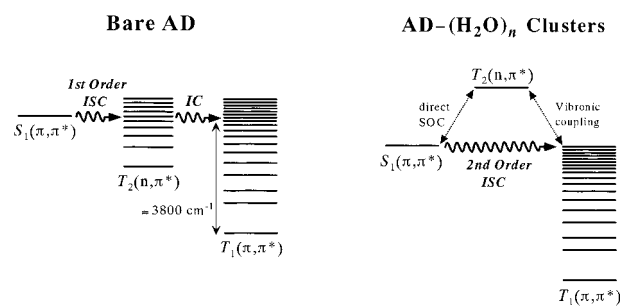 Bare AD
1st Order
ISC
IC
S₁(π,π*)
T₂(n,π*)
= 3800 cm⁻¹
T₁(π,π*)
AD–(H₂O)ₙ Clusters
T₂(n,π*)
direct
SOC
Vibronic
coupling
S₁(π,π*)
2nd Order
ISC
T₁(π,π*)